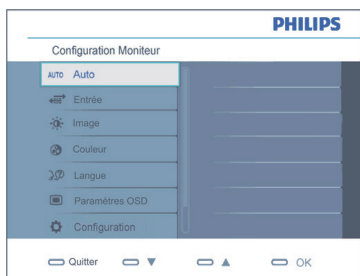 PHILIPS
Configuration Moniteur
AUTO Auto
Entrée
Image
Couleur
Langue
Paramètres OSD
Configuration
Quitter ▼ ▲ OK